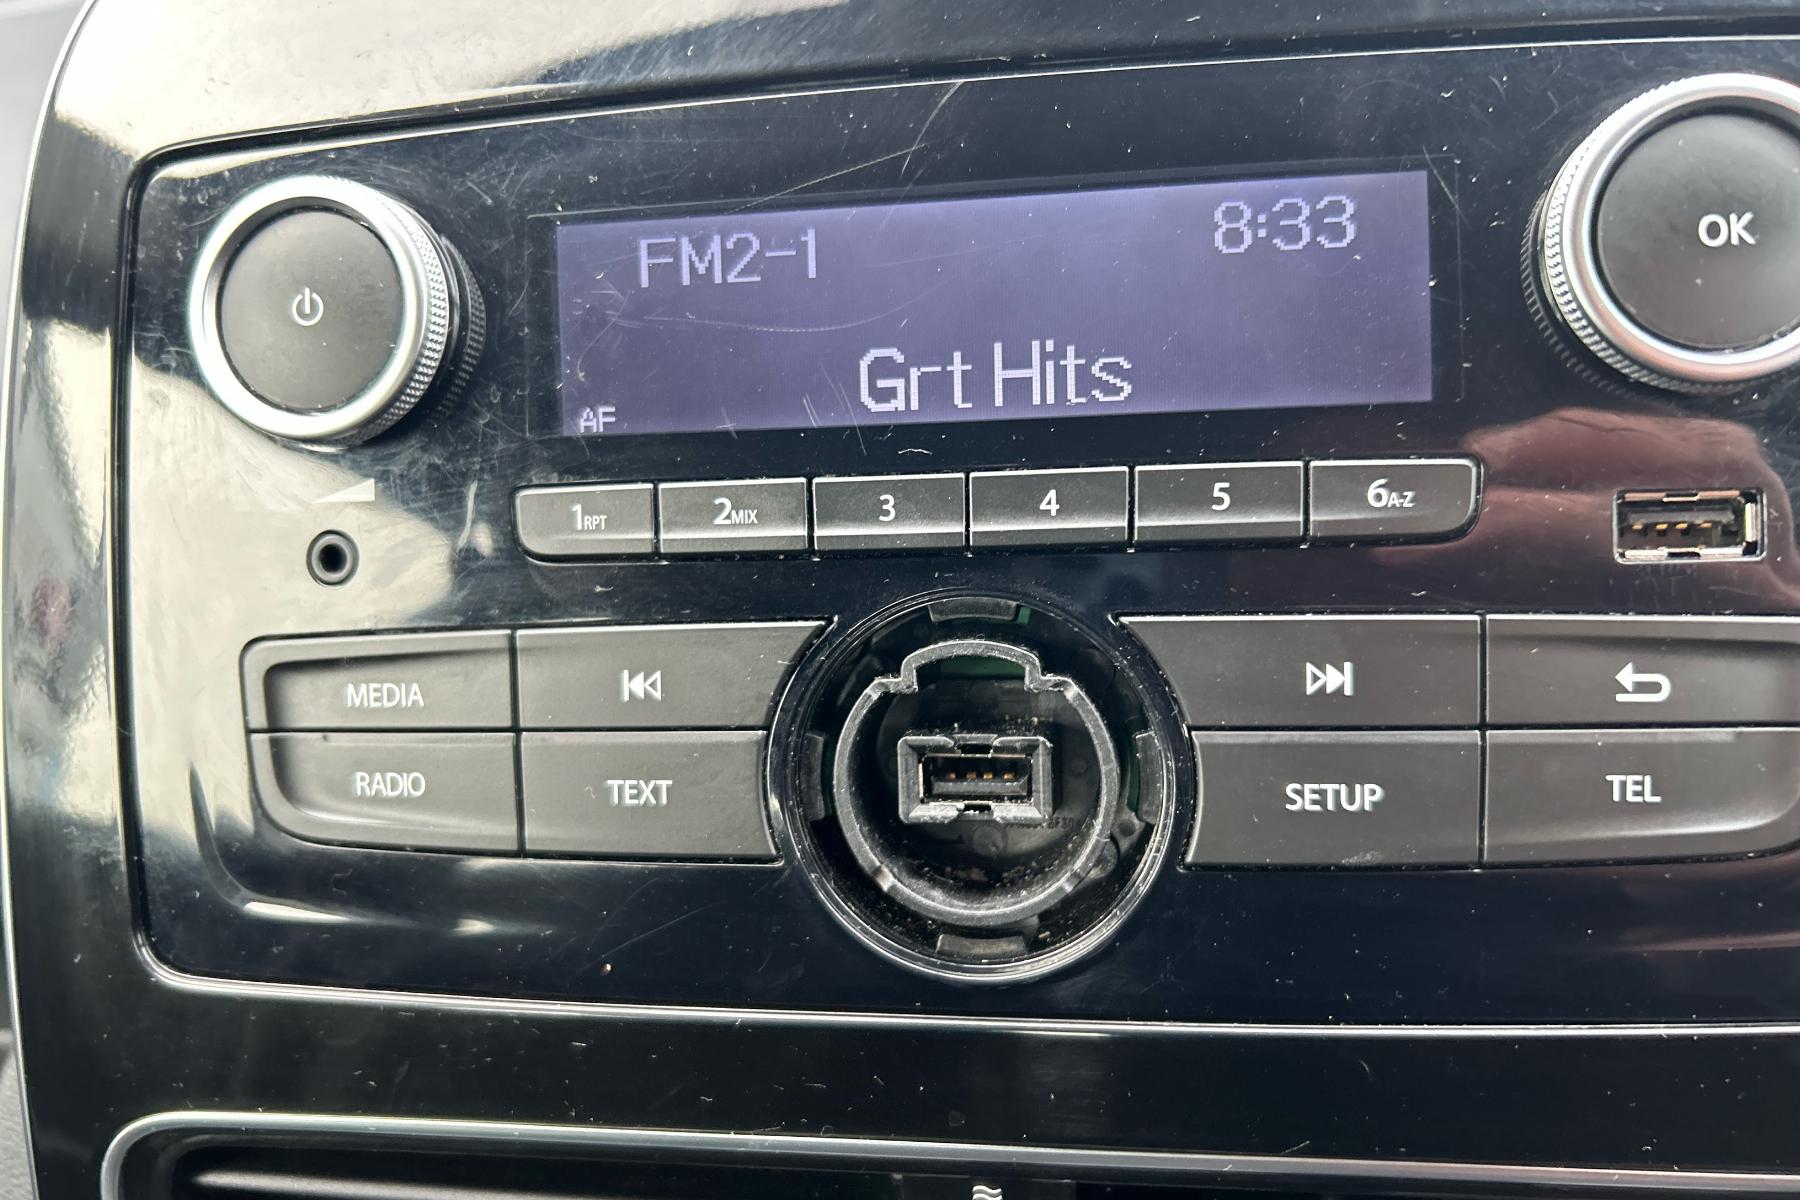 FM2-1 8:33
Grt Hits
AF
OK
1RPT 2MIX 3 4 5 6A-Z
MEDIA
RADIO TEXT SETUP TEL